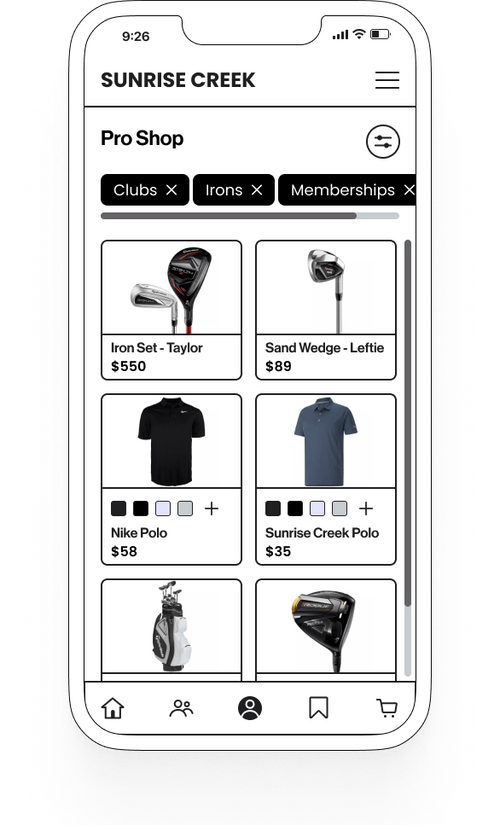 9:26
SUNRISE CREEK
Pro Shop
Clubs
Irons
Memberships
Iron Set - Taylor
$550
Sand Wedge - Leftie
$89
Nike Polo
$58
Sunrise Creek Polo
$35